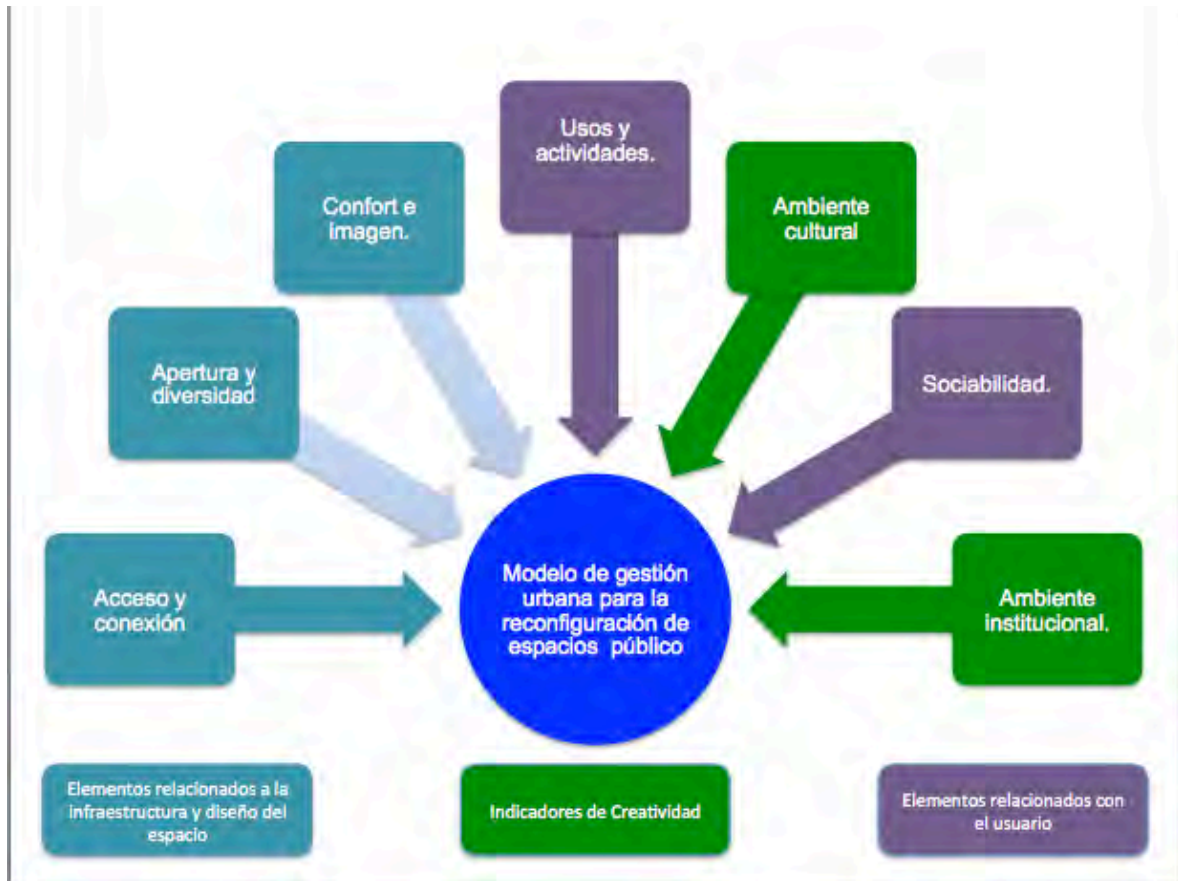 Usos y
actividades.
Confort e
imagen.
Ambiente
cultural
Apertura y
diversidad
Sociabilidad.
Acceso y
conexión
Modelo de gestión
urbana para la
reconfiguración de
espacios público
Ambiente
institucional.
Elementos relacionados a la
infraestructura y diseño del
espacio
Indicadores de Creatividad
Elementos relacionados con
el usuario